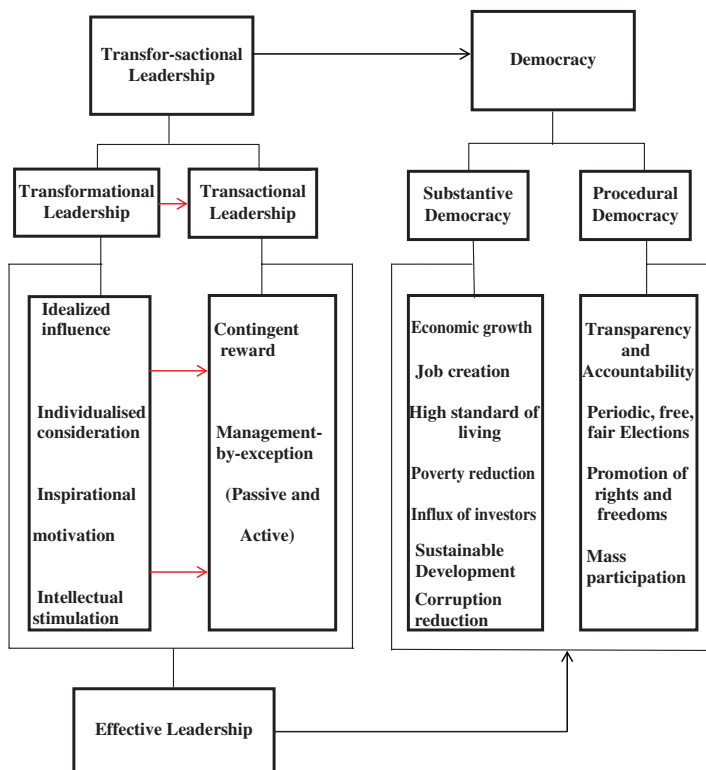 Transfor-sactional
Leadership
Democracy
Transformational
Leadership
Transactional
Leadership
Substantive
Democracy
Procedural
Democracy
Idealized
influence
Individualised
consideration
Inspirational
motivation
Intellectual
stimulation
Contingent
reward
Management-
by-exception
(Passive and
Active)
Economic growth
Job creation
High standard of
living
Poverty reduction
Influx of investors
Sustainable
Development
Corruption
reduction
Transparency
and
Accountability
Periodic, free,
fair Elections
Promotion of
rights and
freedoms
Mass
participation
Effective Leadership